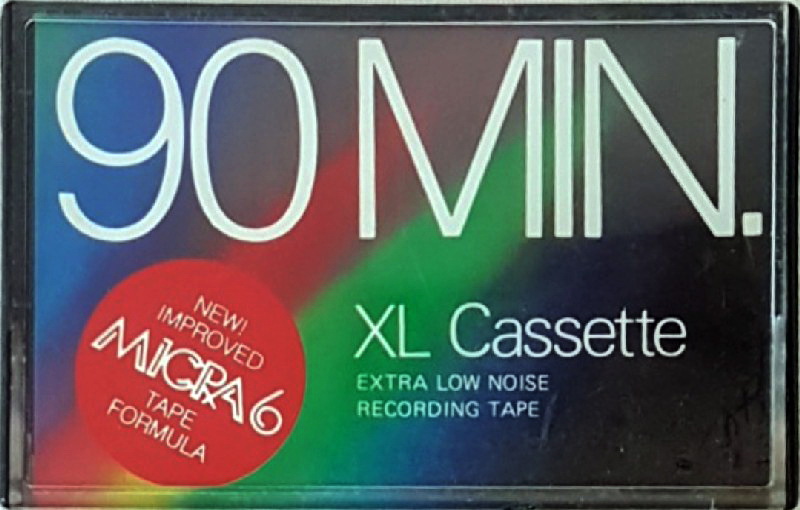 90 MIN.
XL Cassette
EXTRA LOW NOISE
RECORDING TAPE
NEW!
IMPROVED
MICRA 6
TAPE
FORMULA